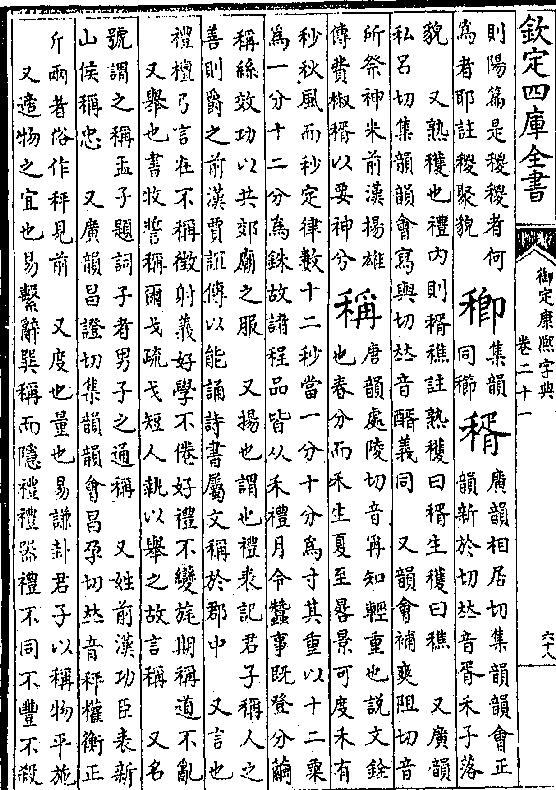 欽定四庫全書
御定康熙字典
卷二十一
六十八
則陽篇是稷稷者何
為者耶註稷聚貌
𥠵
集韻
同櫛
稰
廣韻相居切集韻韻會正
韻新於切𠀤音胥禾子落
貌 又熟穫也禮內則稰穛註熟穫曰稰生穫曰穛 又廣韻
私呂切集韻韻會寫與切𠀤音醑義同 又韻會補爽阻切音
所祭神米前漢揚雄
傳費椒稰以要神兮
稱
唐韻處陵切音再知輕重也說文銓
也春分而禾生夏至晷景可度禾有
秒秋風而秒定律數十二秒當一分十分為寸其重以十二粟
為一分十二分為銖故諸程品皆从禾禮月令蠶事既登分繭
稱絲效功以共郊廟之服 又揚也謂也禮表記君子稱人之
善則爵之前漢賈誼傳以能誦詩書屬文稱於郡中 又言也
禮檀弓言在不稱徵射義好學不倦好禮不變旄期稱道不亂
又舉也書牧誓稱爾戈疏戈短人執以舉之故言稱 又名
號謂之稱孟子題詞子者男子之通稱 又姓前漢功臣表新
山侯稱忠 又廣韻昌證切集韻韻會昌孕切𠀤音秤權衡正
斤兩者俗作秤見前 又度也量也易謙卦君子以稱物平施
又適物之宜也易繫辭巽稱而隱禮禮器禮不同不豐不殺